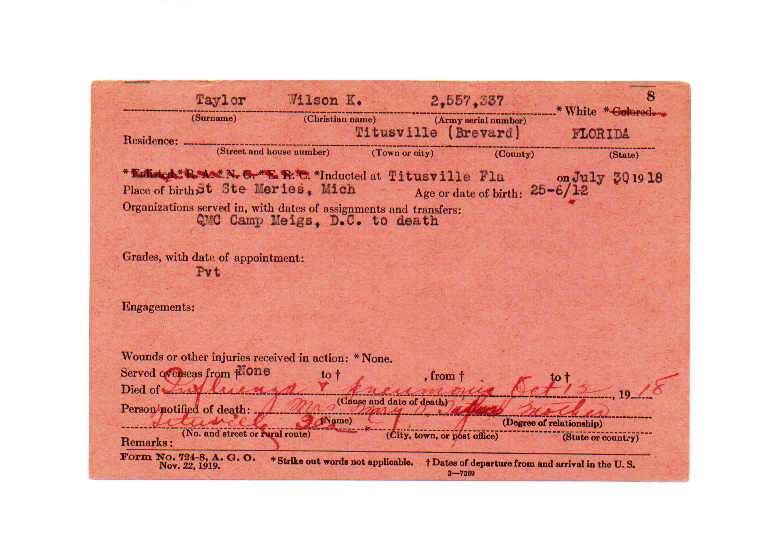 8
Taylor Wilson K. 2,557,337 * White * Colored.
(Surname) (Christian name) (Army serial number)
Residence: Titusville (Brevard) FLORIDA
(Street and house number) (Town or city) (County) (State)
* Enlisted * R. A. * N. G. * E. R. C. * Inducted at Titusville Fla on July 30 19 18
Place of birth: St Ste Meries, Mich Age or date of birth: 25-6/12
Organizations served in, with dates of assignments and transfers:
QMC Camp Meigs, D.C. to death
Grades, with date of appointment:
Pvt
Engagements:
Wounds or other injuries received in action: * None.
Served overseas from † None to † , from † to †
Died of Influenza & Pneumonia Oct 12, 19 18
(Cause and date of death)
Person notified of death: Mrs Mary Taylor Mother
(Name) (Degree of relationship)
Titusville
(No. and street or rural route) (City, town, or post office) (State or country)
Remarks:
Form No. 724-8, A. G. O. * Strike out words not applicable. † Dates of departure from and arrival in the U. S.
Nov. 22, 1919. 3—7269